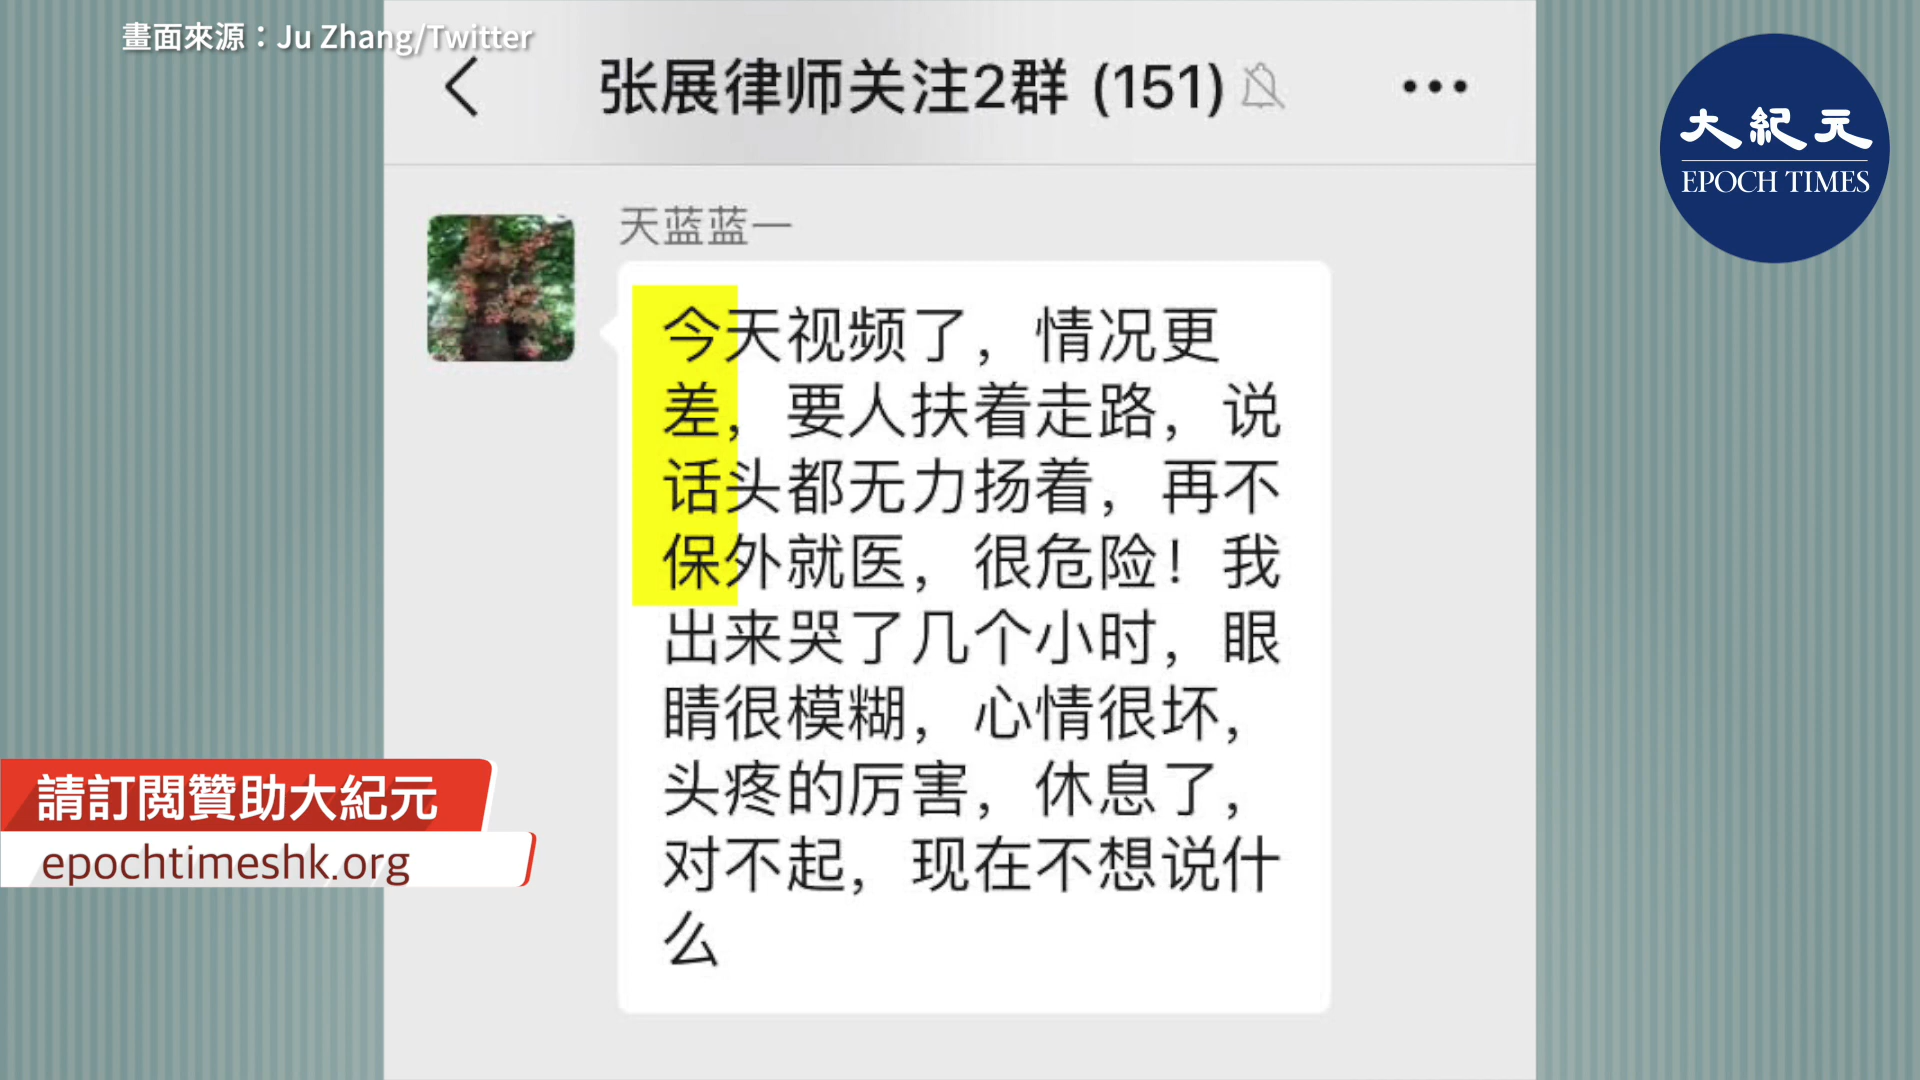 畫面來源：Ju Zhang/Twitter
张展律师关注2群 (151)
大紀元
EPOCH TIMES
天蓝蓝一
今天视频了，情况更
差，要人扶着走路，说
话头都无力扬着，再不
保外就医，很危险！我
出来哭了几个小时，眼
睛很模糊，心情很坏，
头疼的厉害，休息了，
对不起，现在不想说什
么
請訂閱贊助大紀元
epochtimeshk.org